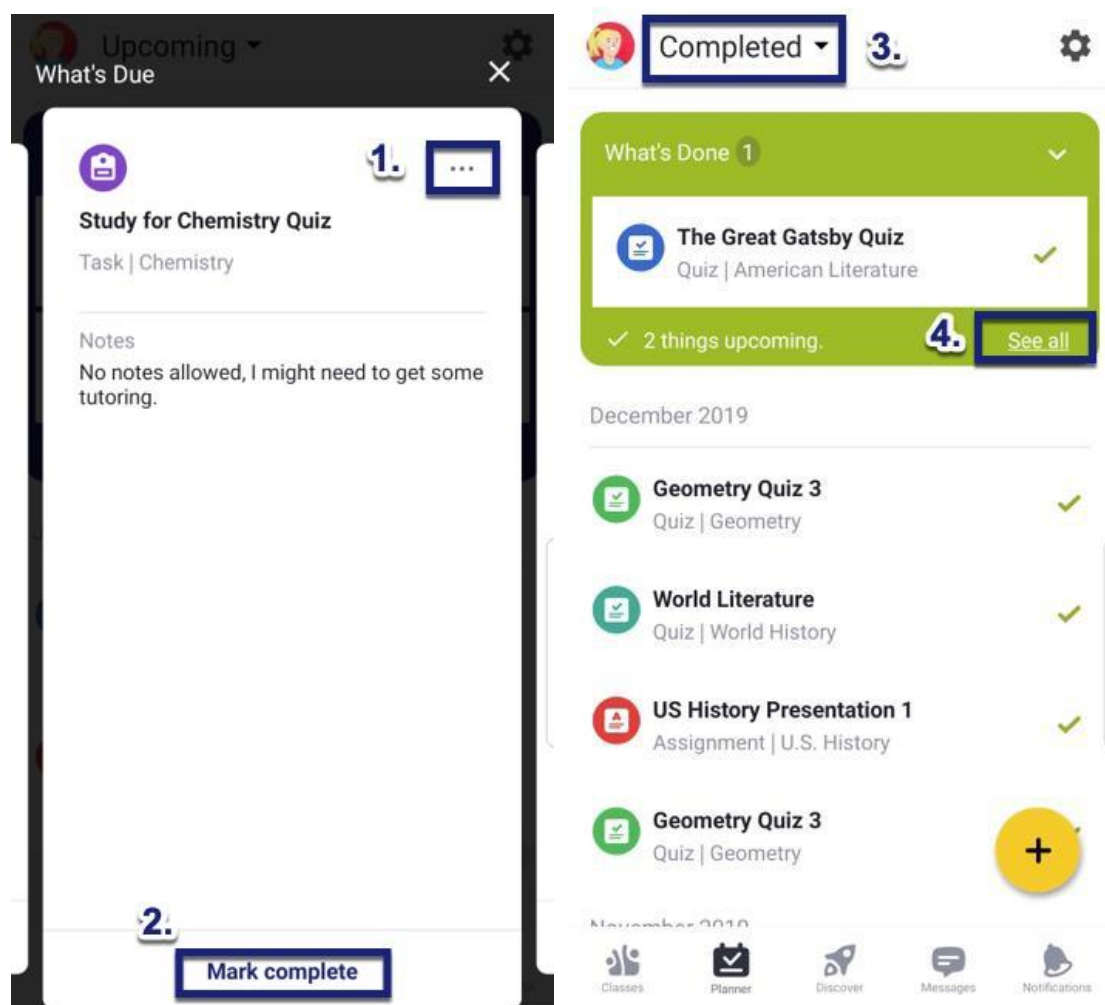 Upcoming
What's Due
1.
...
Study for Chemistry Quiz
Task | Chemistry
Notes
No notes allowed, I might need to get some
tutoring.
2.
Mark complete
Completed
3.
What's Done 1
The Great Gatsby Quiz
Quiz | American Literature
2 things upcoming.
4.
See all
December 2019
Geometry Quiz 3
Quiz | Geometry
World Literature
Quiz | World History
US History Presentation 1
Assignment | U.S. History
Geometry Quiz 3
Quiz | Geometry
+
November 2019
Classes
Planner
Discover
Messages
Notifications